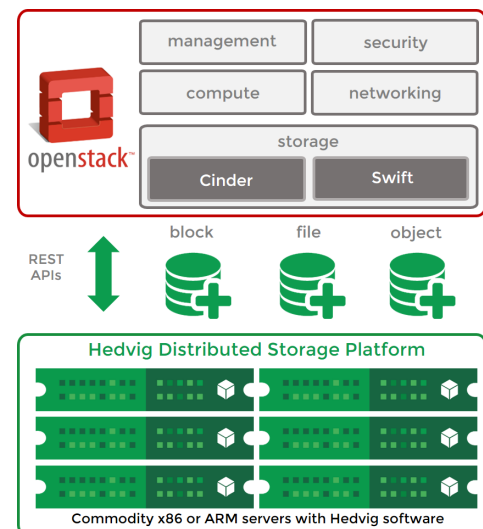 management
security
compute
networking
openstack™
storage
Cinder
Swift
block
file
object
REST
APIs
Hedvig Distributed Storage Platform
Commodity x86 or ARM servers with Hedvig software